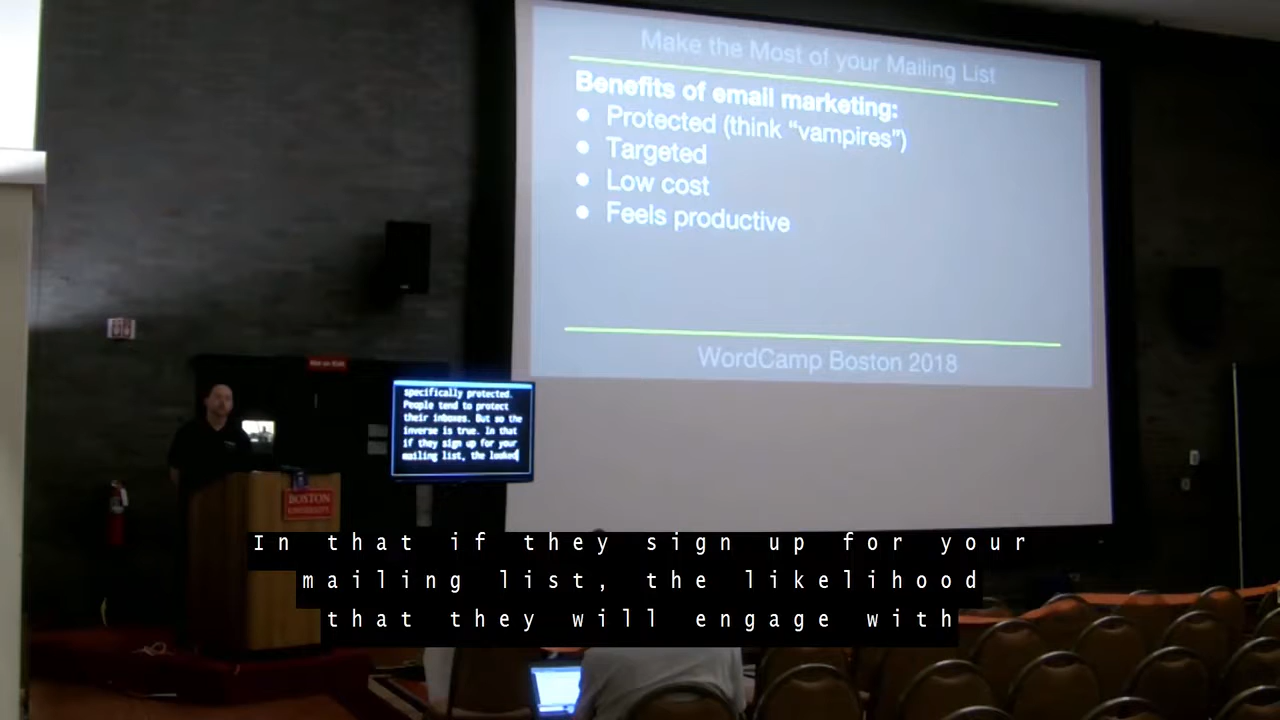 Make the Most of your Mailing List
Benefits of email marketing:
● Protected (think “vampires”)
● Targeted
● Low cost
● Feels productive
WordCamp Boston 2018
specifically protected.
People tend to protect
their inboxes. But so the
inverse is true. In that
if they sign up for your
mailing list, the looked
BOSTON
UNIVERSITY
In that if they sign up for your
mailing list, the likelihood
that they will engage with